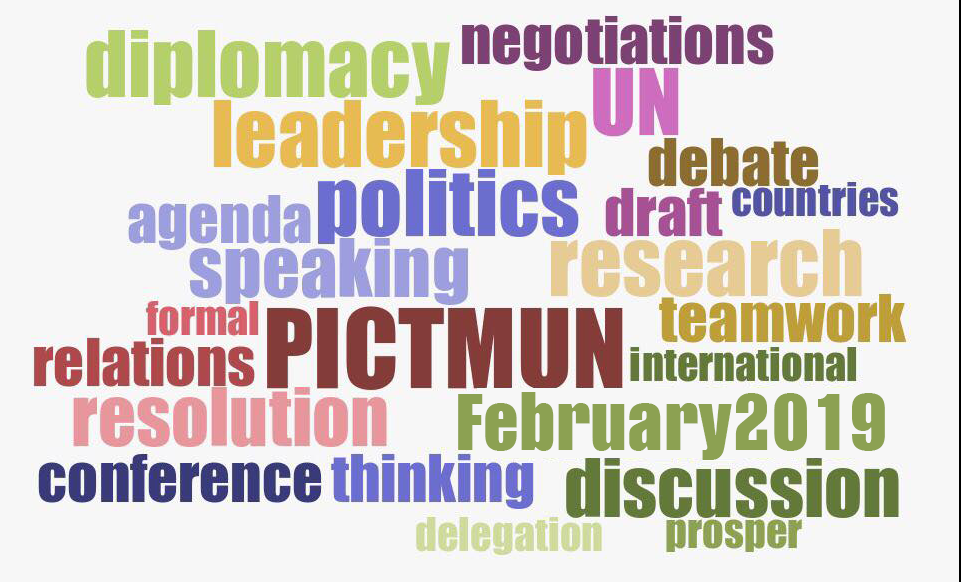 diplomacy negotiations
leadership UN
debate
agenda politics draft countries
speaking research
formal PICTMUN teamwork
relations international
resolution February2019
conference thinking discussion
delegation prosper